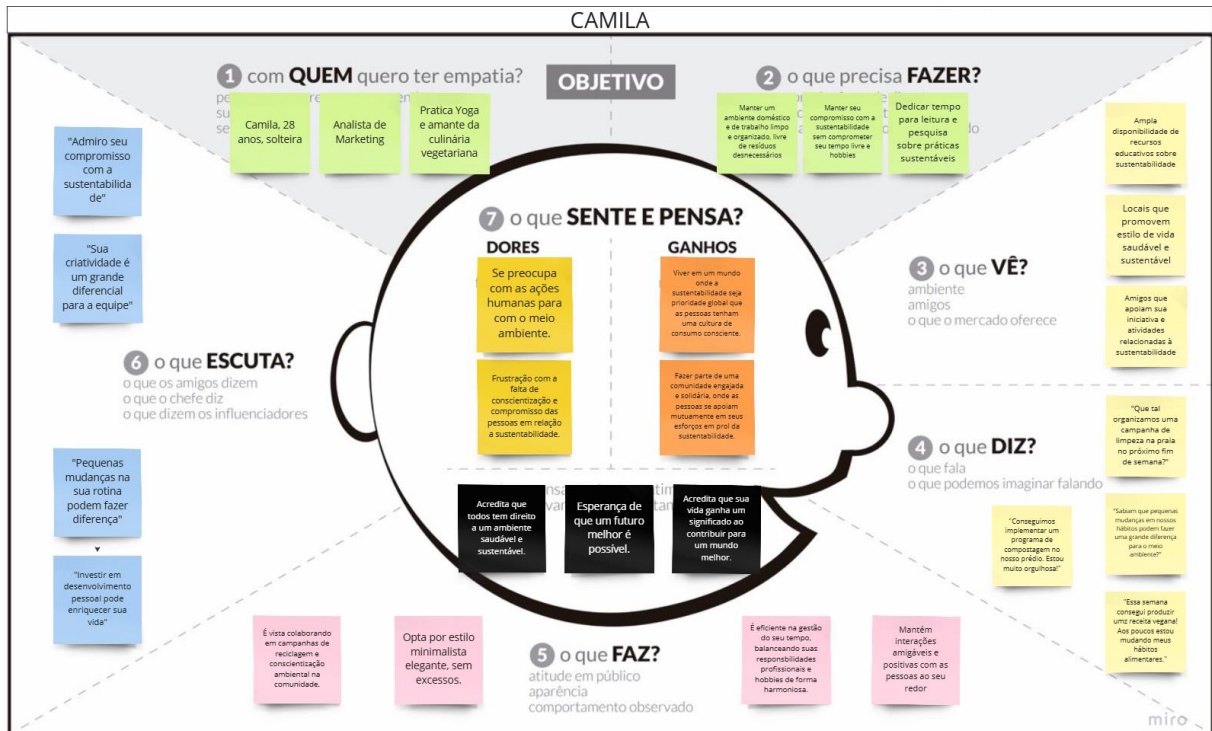 CAMILA
1 com QUEM quero ter empatia?
Camila, 28
anos, solteira
Analista de
Marketing
Pratica Yoga
e amante da
culinária
vegetariana
OBJETIVO
2 o que precisa FAZER?
Manter um
ambiente doméstico
e de trabalho limpo
e organizado, livre
de resíduos
desnecessários
Manter seu
compromisso com a
sustentabilidade
sem comprometer
seu tempo livre e
hobbies
Dedicar tempo
para leitura e
pesquisa
sobre práticas
sustentáveis
3 o que VÊ?
ambiente
amigos
o que o mercado oferece
Ampla
disponibilidade de
recursos
educativos sobre
sustentabilidade
Locais que
promovem
estilo de vida
saudável e
sustentável
Amigos que
apoiam sua
iniciativa e
atividades
relacionadas à
sustentabilidade
4 o que DIZ?
o que fala
o que podemos imaginar falando
"Que tal
organizamos uma
campanha de
limpeza na praia
no próximo fim
de semana?"
"Conseguimos
implementar um
programa de
compostagem no
nosso prédio. Estou
muito orgulhosa!"
"Sabiam que pequenas
mudanças em nossos
hábitos podem fazer
uma grande diferença
para o meio
ambiente?"
"Essa semana
consegui produzir
umz receita vegana!
Aos poucos estou
mudando meus
hábitos
alimentares."
5 o que FAZ?
atitude em público
aparência
comportamento observado
É vista colaborando
em campanhas de
reciclagem e
conscientização
ambiental na
comunidade.
Opta por estilo
minimalista
elegante, sem
excessos.
É eficiente na gestão
do seu tempo,
balanceando suas
responsbilidades
profissionais e
hobbies de forma
harmoniosa.
Mantém
interações
amigáveis e
positivas com as
pessoas ao seu
redor
6 o que ESCUTA?
o que os amigos dizem
o que o chefe diz
o que dizem os influenciadores
"Admiro seu
compromisso
com a
sustentabilida
de"
"Sua
criatividade é
um grande
diferencial
para a equipe"
"Pequenas
mudanças na
sua rotina
podem fazer
diferença"
"Investir em
desenvolvimento
pessoal pode
enriquecer sua
vida"
7 o que SENTE E PENSA?
DORES
Se preocupa
com as ações
humanas para
com o meio
ambiente.
Frustração com a
falta de
conscientização e
compromisso das
pessoas em relação
a sustentabilidade.
GANHOS
Viver em um mundo
onde a
sustentabilidade seja
prioridade global que
as pessoas tenham
uma cultura de
consumo consciente.
Fazer parte de uma
comunidade engajada
e solidária, onde as
pessoas se apoiam
mutuamente em seus
esforços em prol da
sustentabilidade.
Acredita que
todos tem direito
a um ambiente
saudável e
sustentável.
Esperança de
que um futuro
melhor é
possível.
Acredita que sua
vida ganha um
significado ao
contribuir para
um mundo
melhor.
miro